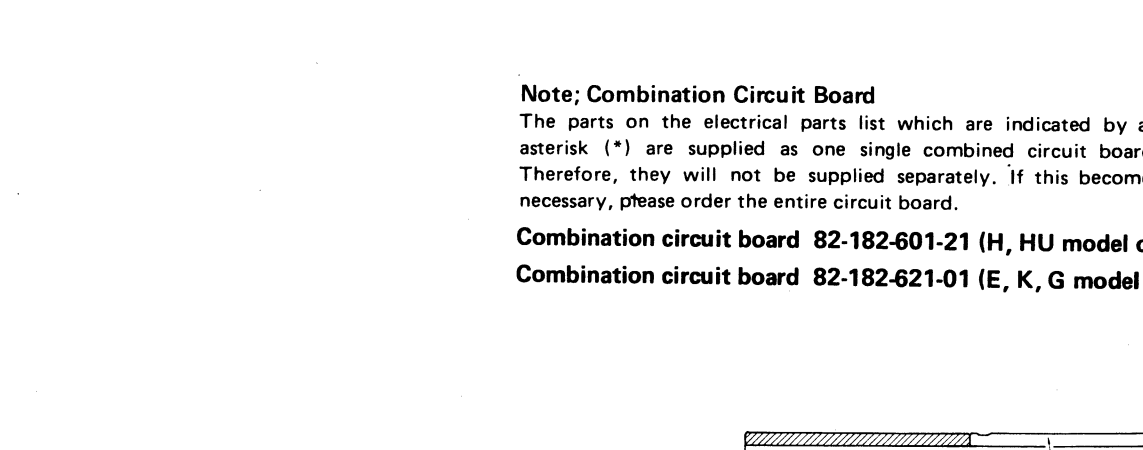 Note; Combination Circuit Board
The parts on the electrical parts list which are indicated by a
asterisk (*) are supplied as one single combined circuit boar
Therefore, they will not be supplied separately. If this becom
necessary, please order the entire circuit board.
Combination circuit board 82-182-601-21 (H, HU model
Combination circuit board 82-182-621-01 (E, K, G model